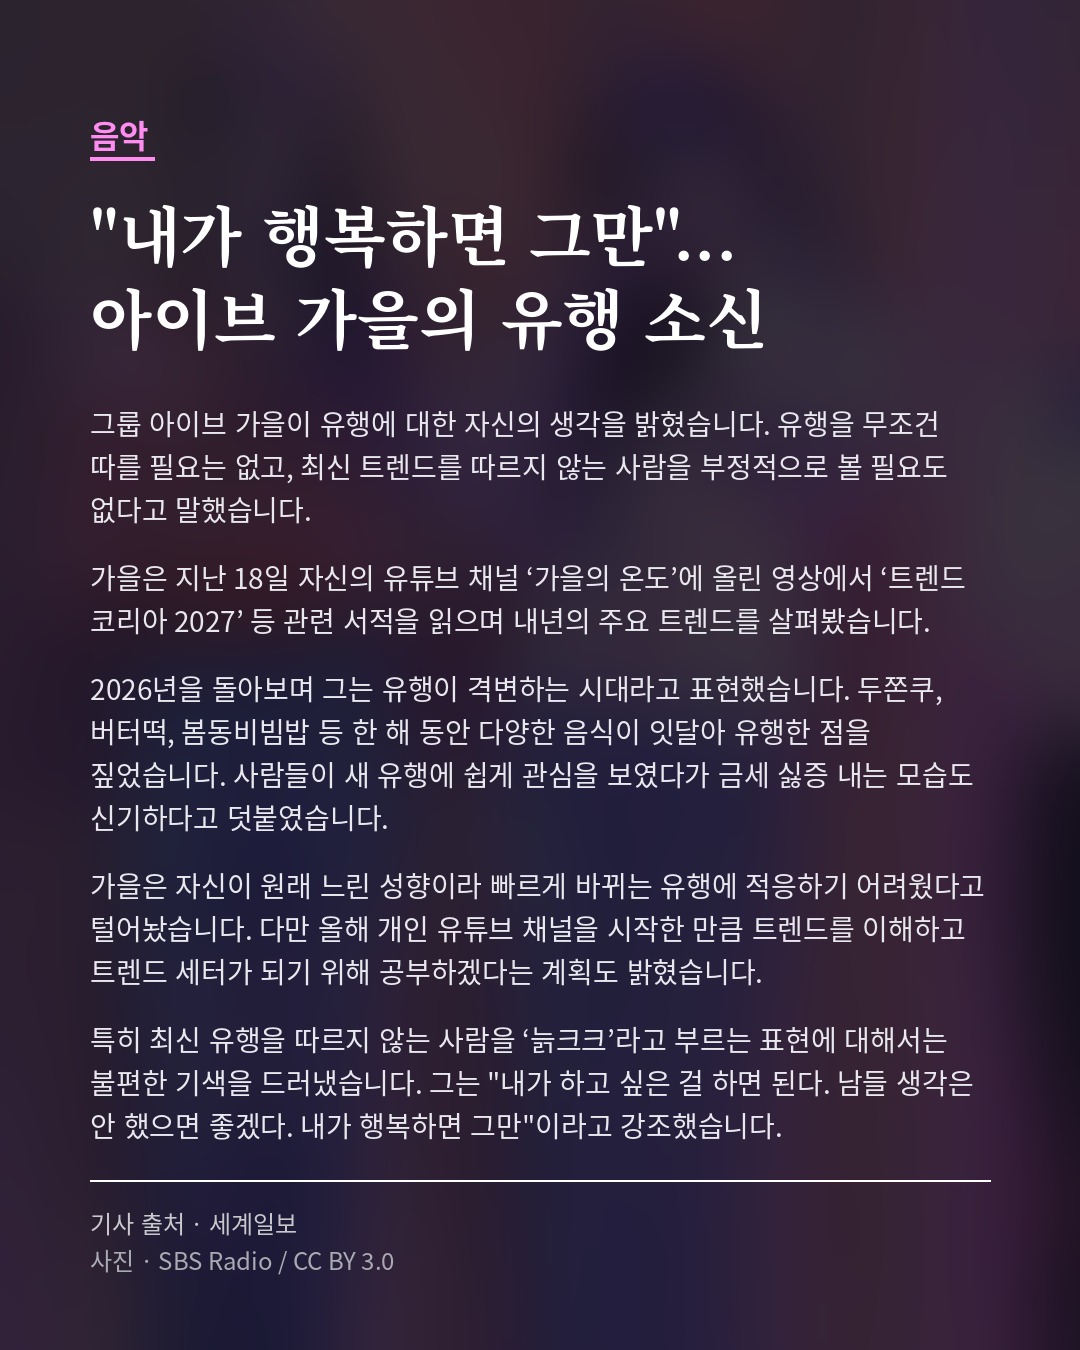 음악
"내가 행복하면 그만"...
아이브 가을의 유행 소신
그룹 아이브 가을이 유행에 대한 자신의 생각을 밝혔습니다. 유행을 무조건
따를 필요는 없고, 최신 트렌드를 따르지 않는 사람을 부정적으로 볼 필요도
없다고 말했습니다.
가을은 지난 18일 자신의 유튜브 채널 ‘가을의 온도’에 올린 영상에서 ‘트렌드
코리아 2027’ 등 관련 서적을 읽으며 내년의 주요 트렌드를 살펴봤습니다.
2026년을 돌아보며 그는 유행이 격변하는 시대라고 표현했습니다. 두쫀쿠,
버터떡, 봄동비빔밥 등 한 해 동안 다양한 음식이 잇달아 유행한 점을
짚었습니다. 사람들이 새 유행에 쉽게 관심을 보였다가 금세 싫증 내는 모습도
신기하다고 덧붙였습니다.
가을은 자신이 원래 느린 성향이라 빠르게 바뀌는 유행에 적응하기 어려웠다고
털어놨습니다. 다만 올해 개인 유튜브 채널을 시작한 만큼 트렌드를 이해하고
트렌드 세터가 되기 위해 공부하겠다는 계획도 밝혔습니다.
특히 최신 유행을 따르지 않는 사람을 ‘늙크크’라고 부르는 표현에 대해서는
불편한 기색을 드러냈습니다. 그는 "내가 하고 싶은 걸 하면 된다. 남들 생각은
안 했으면 좋겠다. 내가 행복하면 그만"이라고 강조했습니다.
기사 출처 · 세계일보
사진 · SBS Radio / CC BY 3.0